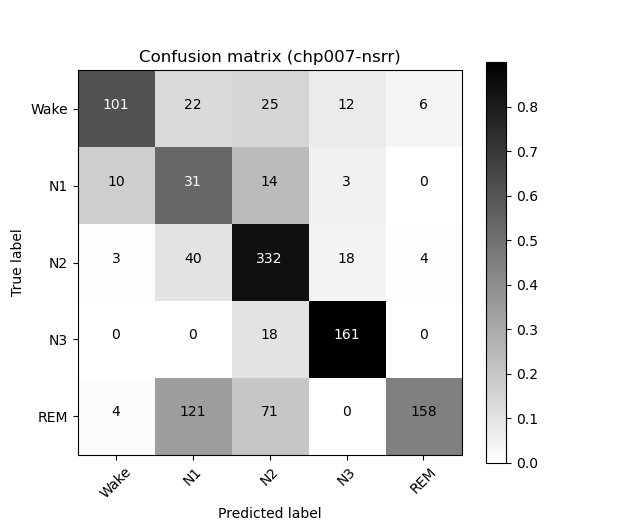 Confusion matrix (chp007-nsrr)
Wake 101 22 25 12 6
N1 10 31 14 3 0
N2 3 40 332 18 4
N3 0 0 18 161 0
REM 4 121 71 0 158
Wake N1 N2 N3 REM
Predicted label
True label
0.8
0.7
0.6
0.5
0.4
0.3
0.2
0.1
0.0